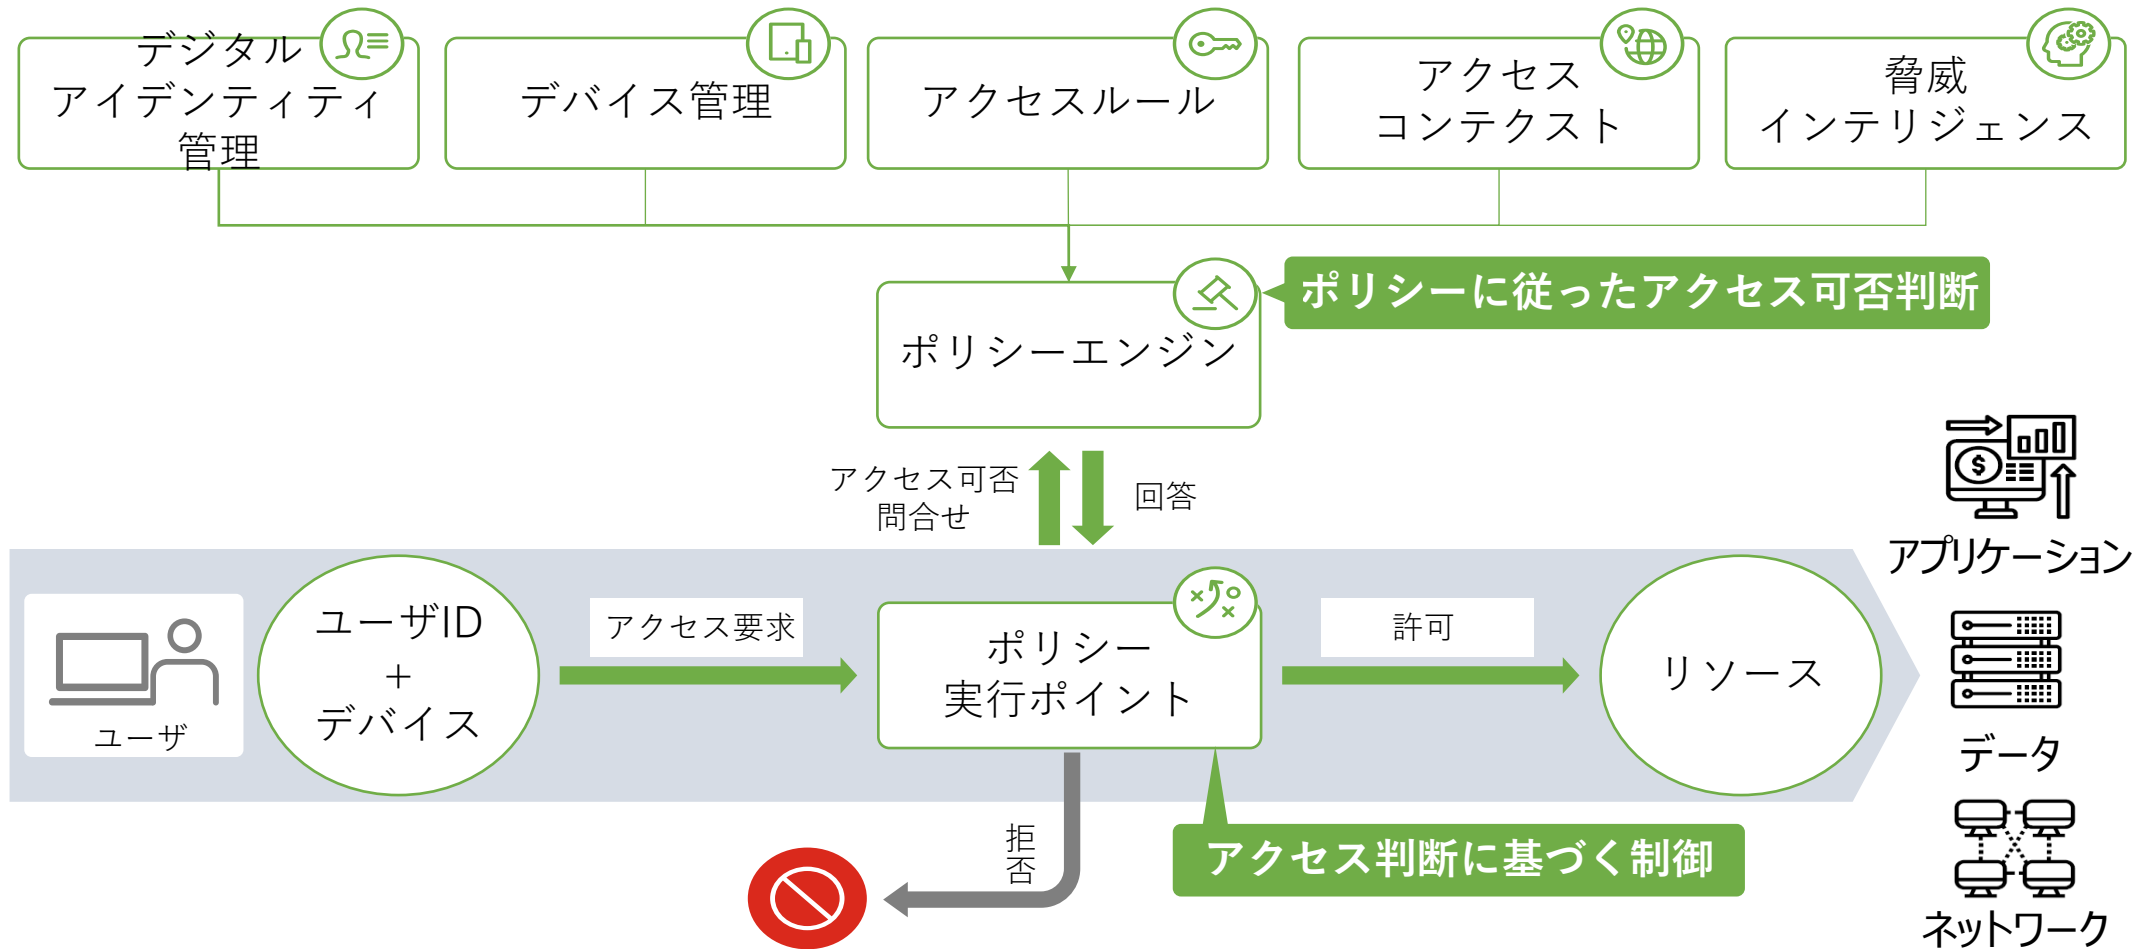 デジタル
アイデンティティ
管理
デバイス管理
アクセスルール
アクセス
コンテクスト
脅威
インテリジェンス
ポリシーに従ったアクセス可否判断
ポリシーエンジン
アクセス可否
問合せ
回答
アプリケーション
ユーザ
ユーザID
+
デバイス
アクセス要求
ポリシー
実行ポイント
許可
リソース
データ
拒
否
アクセス判断に基づく制御
ネットワーク